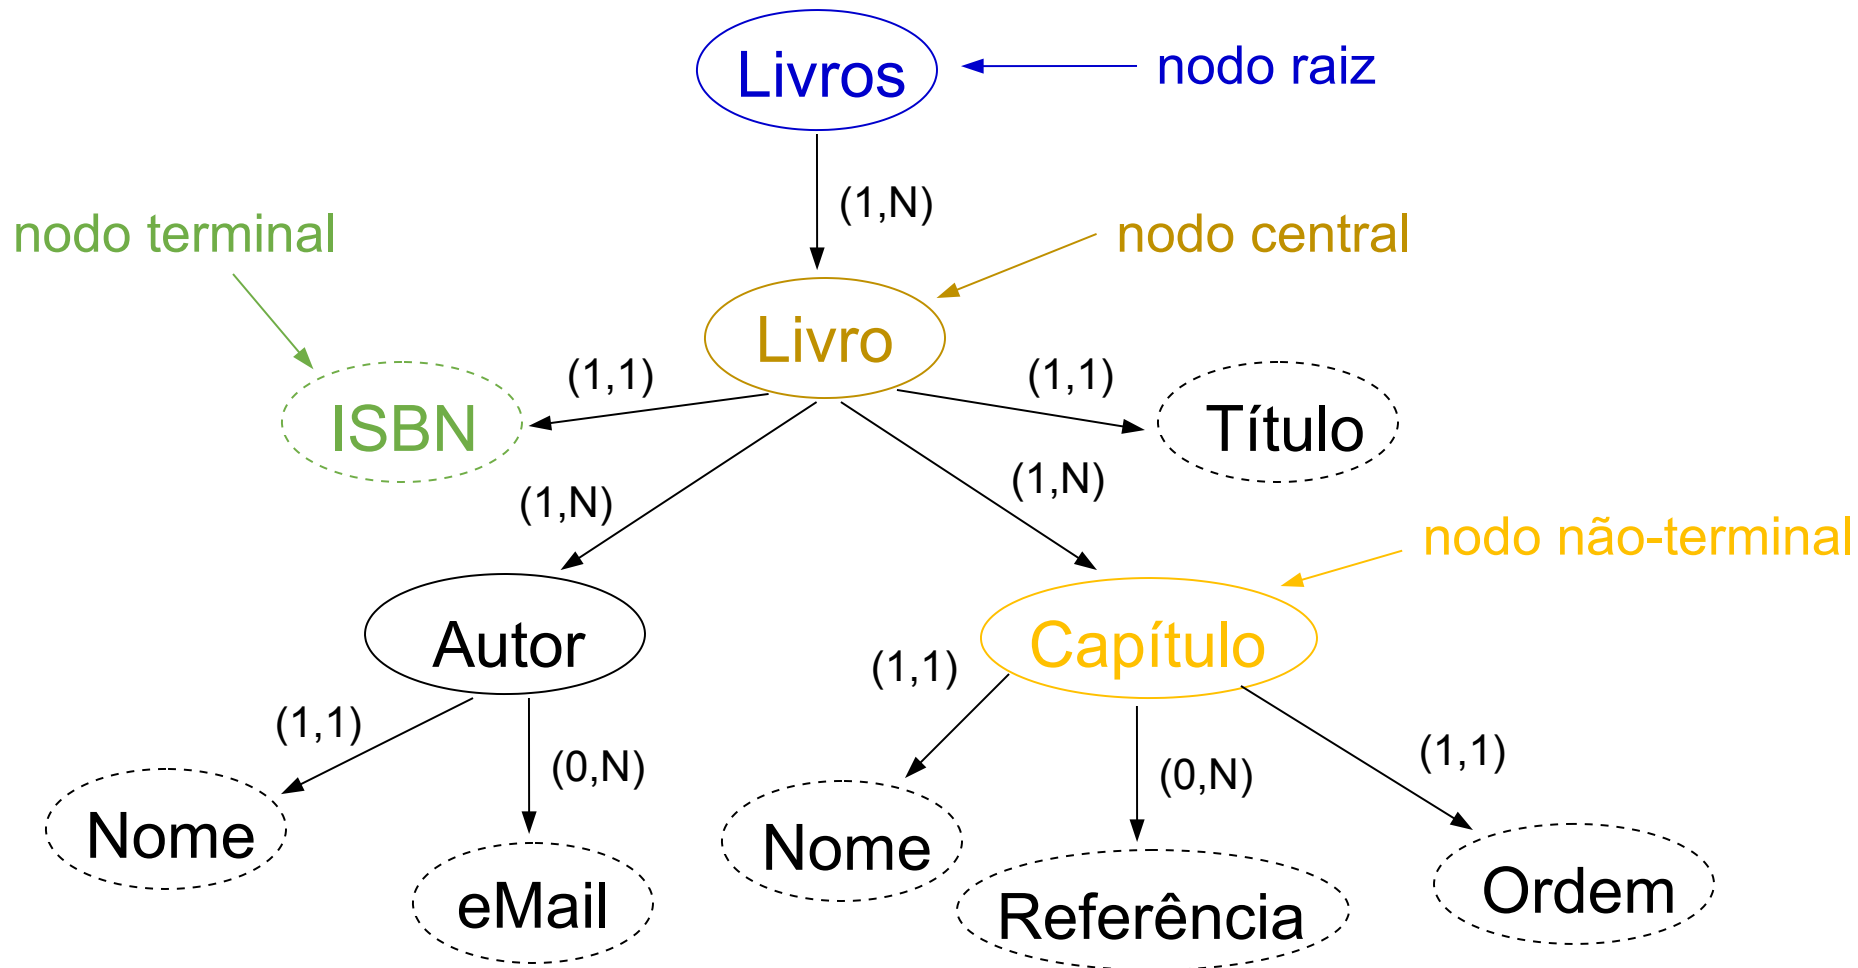 Livros
nodo raiz
(1,N)
nodo terminal
nodo central
Livro
(1,1)
(1,1)
ISBN
Título
(1,N)
(1,N)
nodo não-terminal
Autor
Capítulo
(1,1)
(1,1)
(0,N)
(0,N)
(1,1)
Nome
eMail
Nome
Referência
Ordem